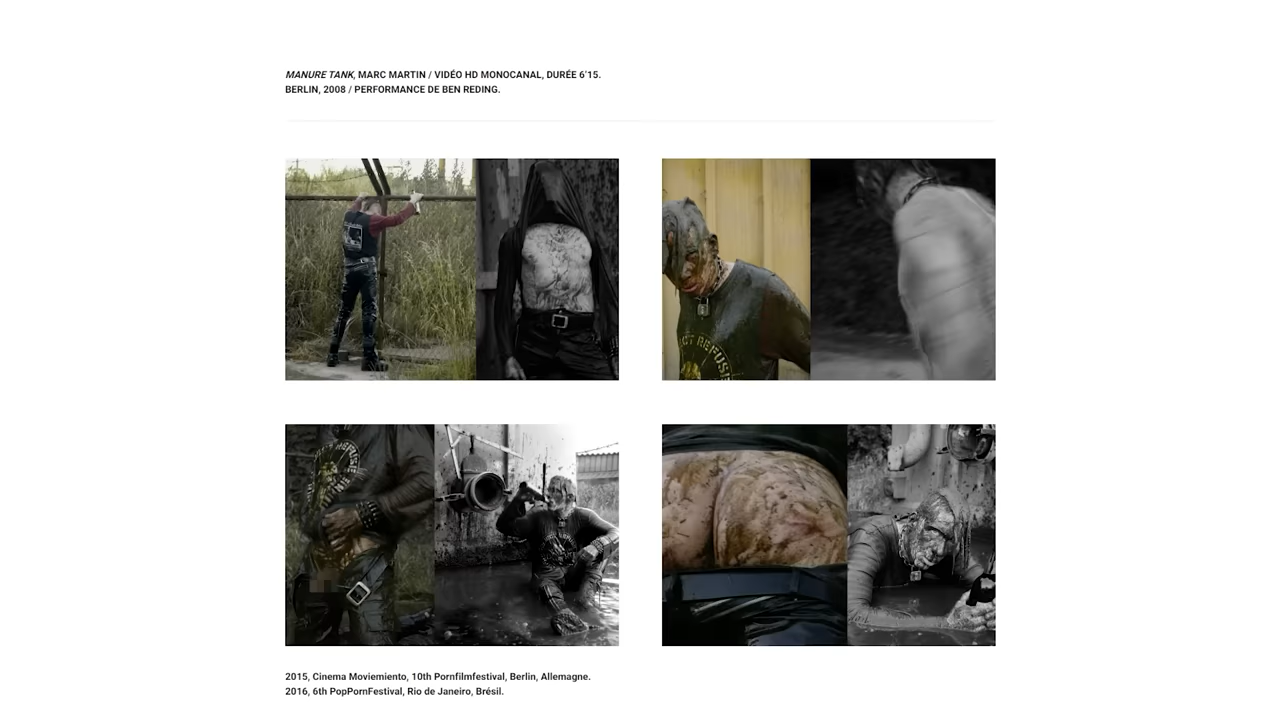 MANURE TANK, MARC MARTIN / VIDÉO HD MONOCANAL, DURÉE 6'15.
BERLIN, 2008 / PERFORMANCE DE BEN REDING.
REFUSE
2015, Cinema Moviemiento, 10th Pornfilmfestival, Berlin, Allemagne.
2016, 6th PopPornFestival, Rio de Janeiro, Brésil.